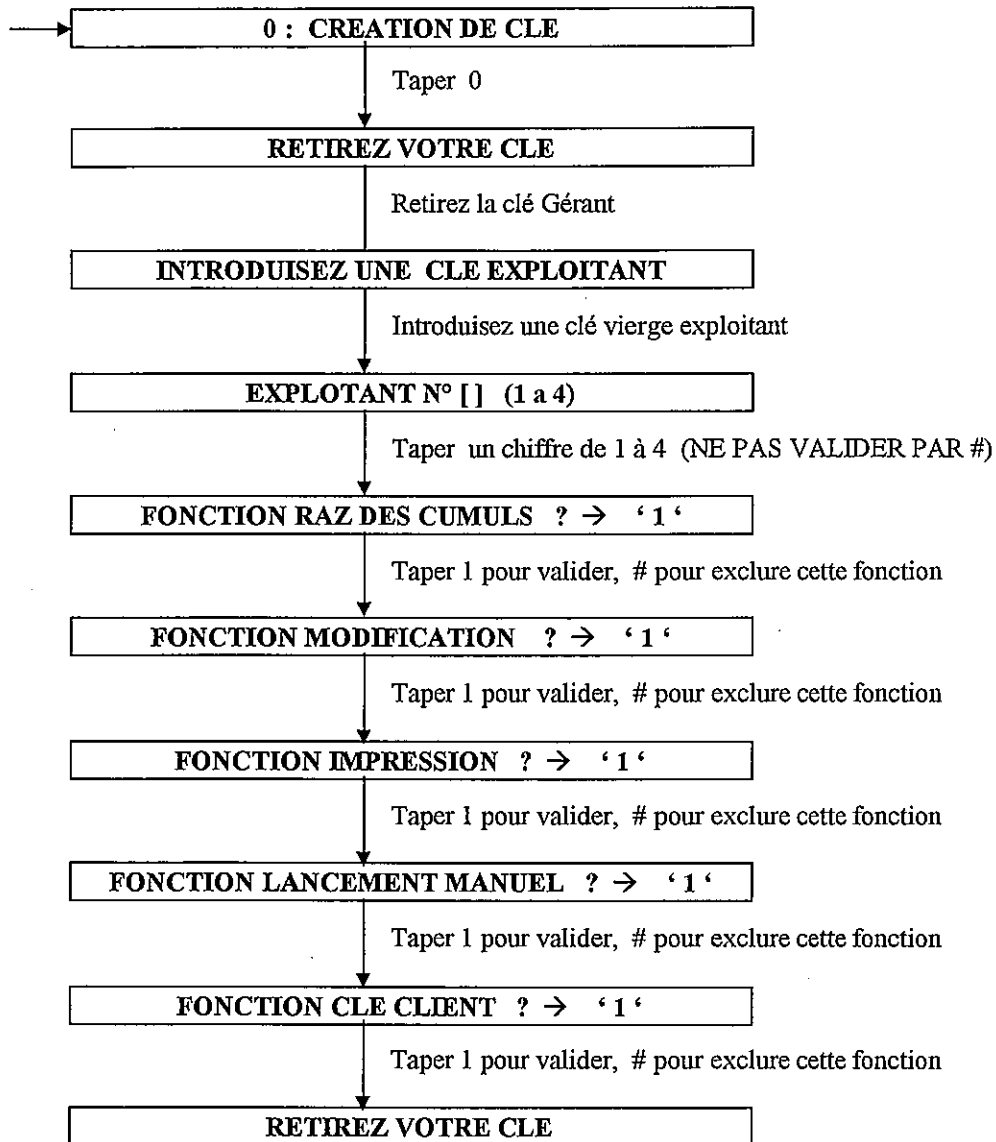 0 : CREATION DE CLE
Taper 0
RETIREZ VOTRE CLE
Retirez la clé Gérant
INTRODUISEZ UNE CLE EXPLOITANT
Introduisez une clé vierge exploitant
EXPLOTANT N° [ ] (1 a 4)
Taper un chiffre de 1 à 4 (NE PAS VALIDER PAR #)
FONCTION RAZ DES CUMULS ? → ‘ 1 ‘
Taper 1 pour valider, # pour exclure cette fonction
FONCTION MODIFICATION ? → ‘ 1 ‘
Taper 1 pour valider, # pour exclure cette fonction
FONCTION IMPRESSION ? → ‘ 1 ‘
Taper 1 pour valider, # pour exclure cette fonction
FONCTION LANCEMENT MANUEL ? → ‘ 1 ‘
Taper 1 pour valider, # pour exclure cette fonction
FONCTION CLE CLIENT ? → ‘ 1 ‘
Taper 1 pour valider, # pour exclure cette fonction
RETIREZ VOTRE CLE